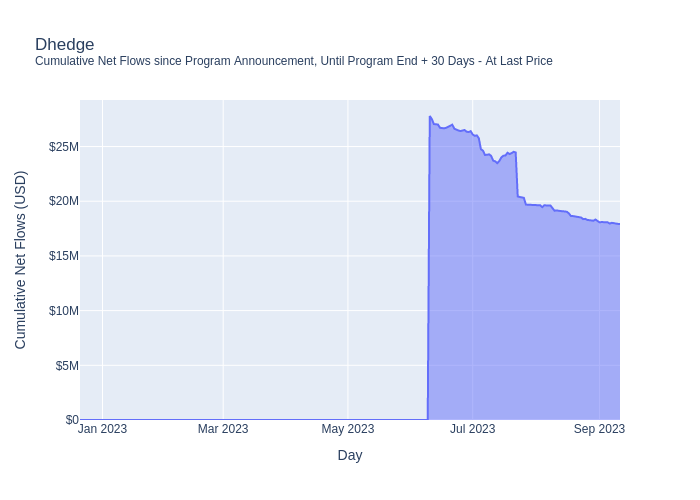 Dhedge
Cumulative Net Flows since Program Announcement, Until Program End + 30 Days - At Last Price
Cumulative Net Flows (USD)
$25M
$20M
$15M
$10M
$5M
$0
Jan 2023 Mar 2023 May 2023 Jul 2023 Sep 2023
Day